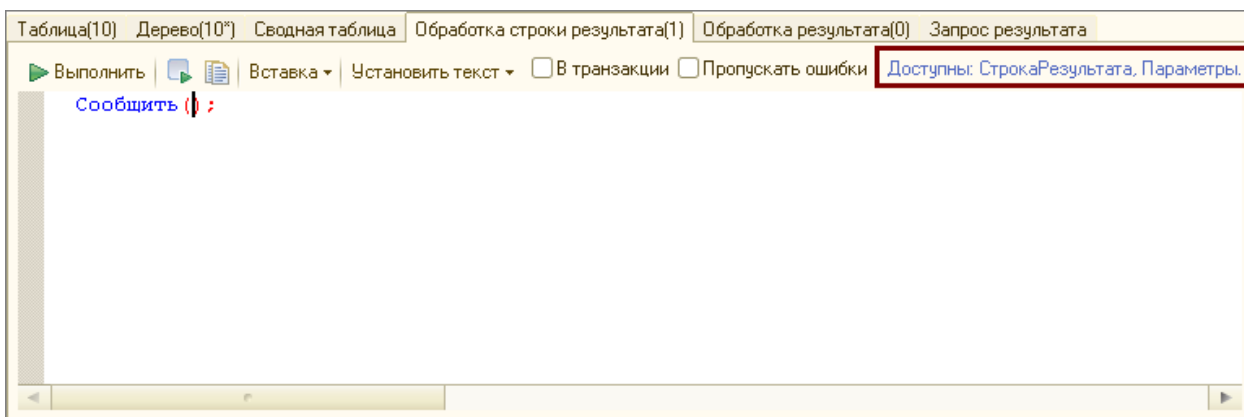 Таблица(10) Дерево(10*) Сводная таблица Обработка строки результата(1) Обработка результата(0) Запрос результата
Выполнить Вставка Установить текст В транзакции Пропускать ошибки Доступны: СтрокаРезультата, Параметры.
Сообщить();